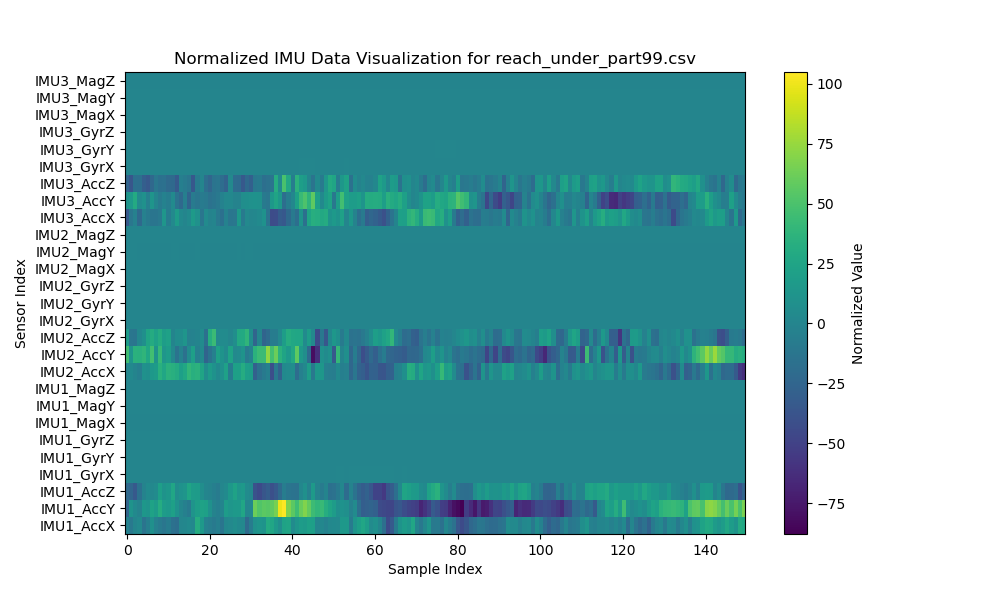 Normalized IMU Data Visualization for reach_under_part99.csv
Sensor Index
IMU3_MagZ
IMU3_MagY
IMU3_MagX
IMU3_GyrZ
IMU3_GyrY
IMU3_GyrX
IMU3_AccZ
IMU3_AccY
IMU3_AccX
IMU2_MagZ
IMU2_MagY
IMU2_MagX
IMU2_GyrZ
IMU2_GyrY
IMU2_GyrX
IMU2_AccZ
IMU2_AccY
IMU2_AccX
IMU1_MagZ
IMU1_MagY
IMU1_MagX
IMU1_GyrZ
IMU1_GyrY
IMU1_GyrX
IMU1_AccZ
IMU1_AccY
IMU1_AccX
0 20 40 60 80 100 120 140
Sample Index
100
75
50
25
0
−25
−50
−75
Normalized Value